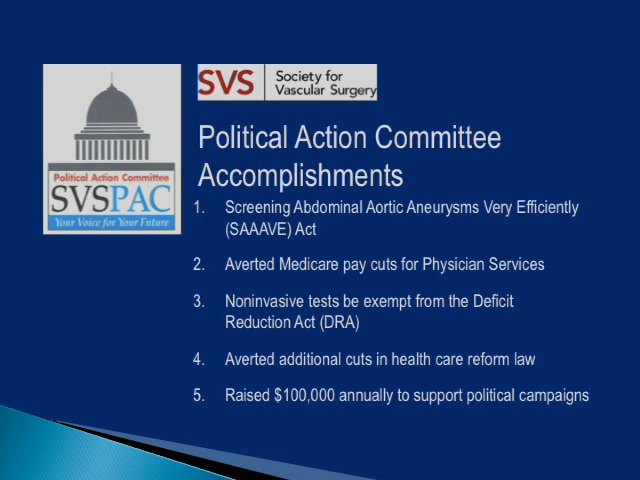 SVS
Society for
Vascular Surgery
Political Action Committee
SVSPAC
Your Voice for Your Future
Political Action Committee
Accomplishments
1. Screening Abdominal Aortic Aneurysms Very Efficiently
(SAAAVE) Act
2. Averted Medicare pay cuts for Physician Services
3. Noninvasive tests be exempt from the Deficit
Reduction Act (DRA)
4. Averted additional cuts in health care reform law
5. Raised $100,000 annually to support political campaigns